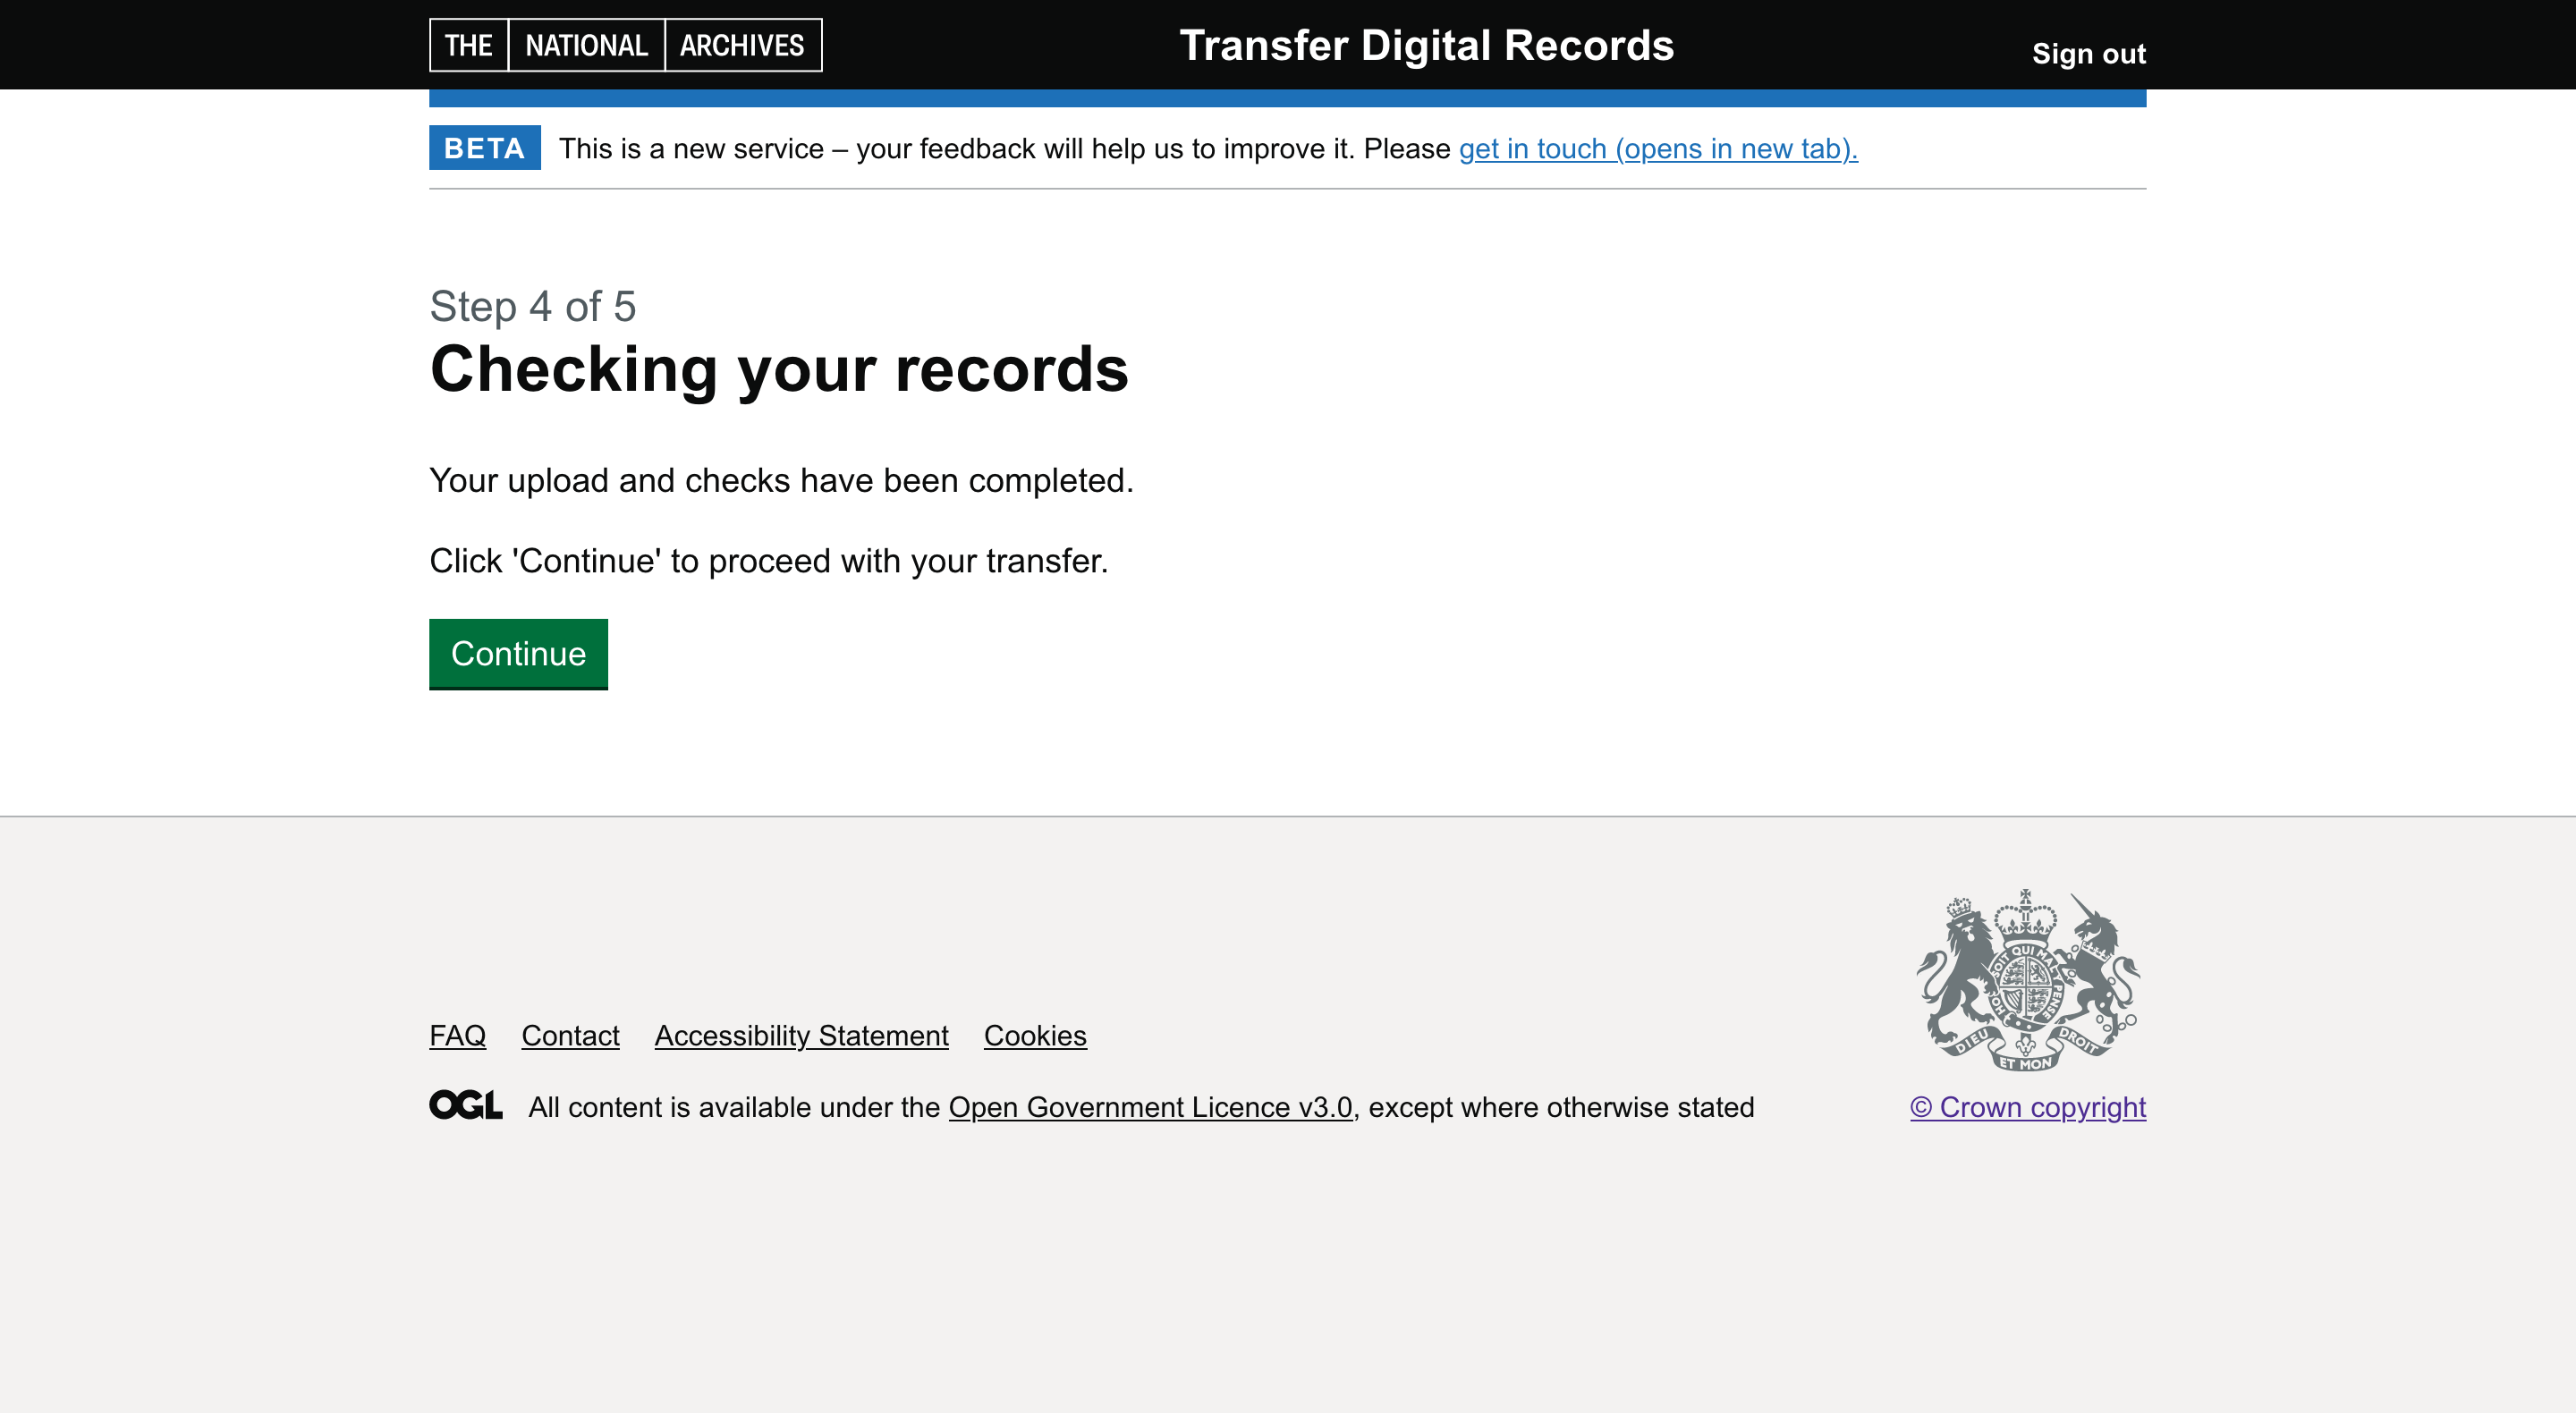 THE NATIONAL ARCHIVES
Transfer Digital Records
Sign out
BETA This is a new service – your feedback will help us to improve it. Please get in touch (opens in new tab).
Step 4 of 5
Checking your records
Your upload and checks have been completed.
Click 'Continue' to proceed with your transfer.
Continue
SOIT QUI MAL Y PENSE
HONI
DIEU ET MON DROIT
FAQ Contact Accessibility Statement Cookies
OGL All content is available under the Open Government Licence v3.0, except where otherwise stated
© Crown copyright